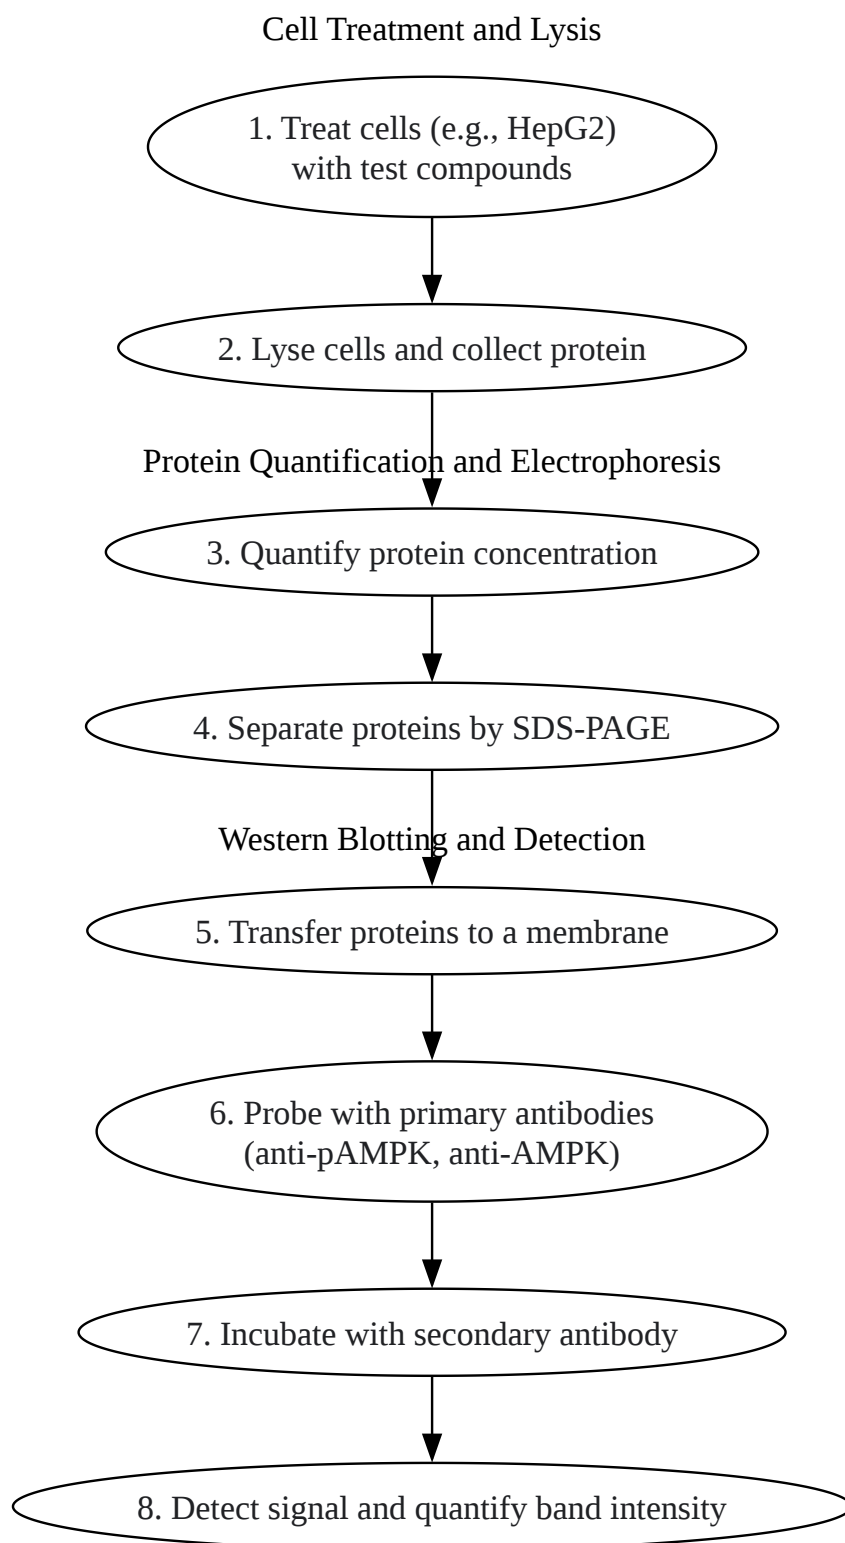 Cell Treatment and Lysis
1. Treat cells (e.g., HepG2)
with test compounds
2. Lyse cells and collect protein
Protein Quantification and Electrophoresis
3. Quantify protein concentration
4. Separate proteins by SDS-PAGE
Western Blotting and Detection
5. Transfer proteins to a membrane
6. Probe with primary antibodies
(anti-pAMPK, anti-AMPK)
7. Incubate with secondary antibody
8. Detect signal and quantify band intensity